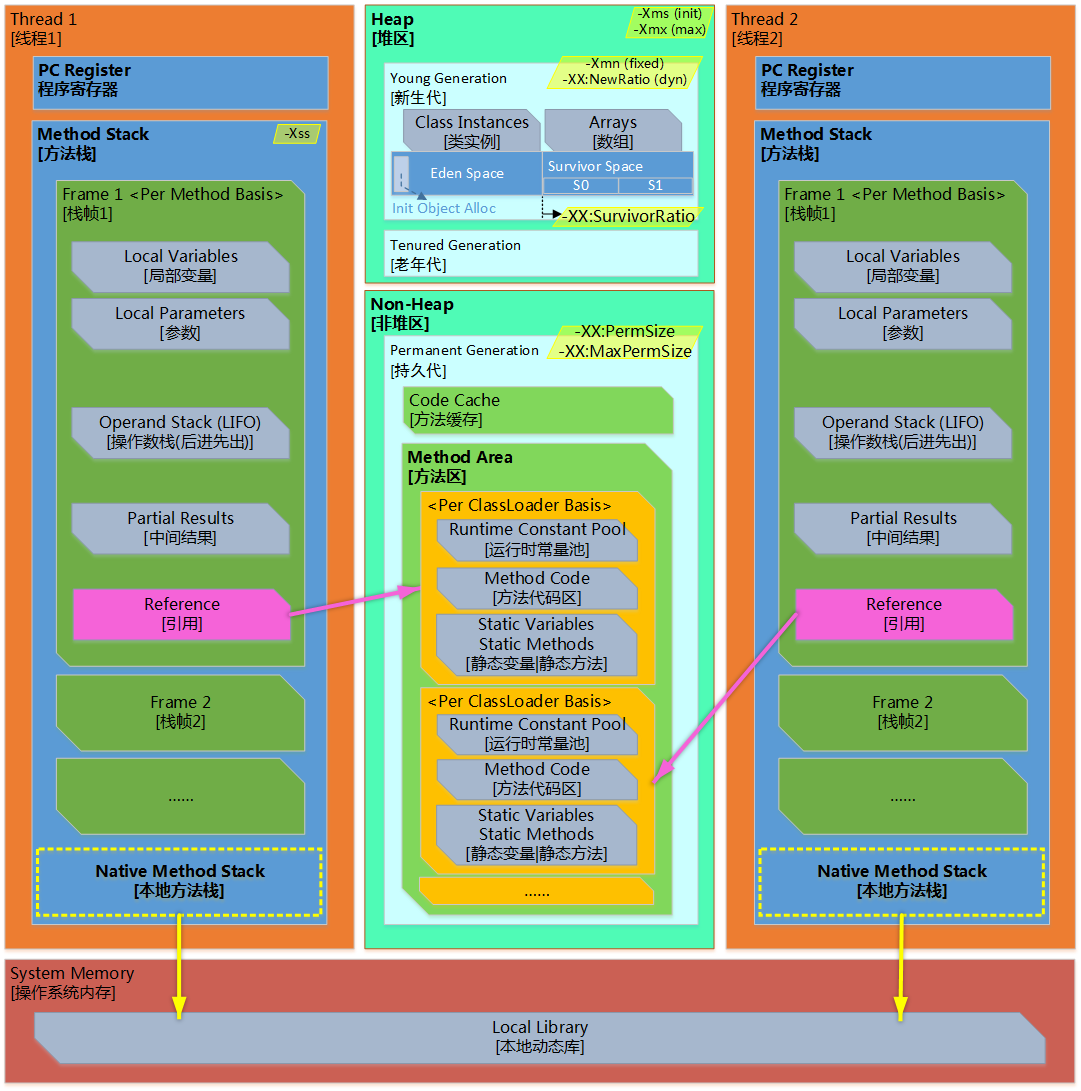 Thread 1
[线程1]
PC Register
程序寄存器
Method Stack
[方法栈]
-Xss
Frame 1 <Per Method Basis>
[栈帧1]
Local Variables
[局部变量]
Local Parameters
[参数]
Operand Stack (LIFO)
[操作数栈(后进先出)]
Partial Results
[中间结果]
Reference
[引用]
Frame 2
[栈帧2]
......
Native Method Stack
[本地方法栈]
Heap
[堆区]
-Xms (init)
-Xmx (max)
Young Generation
[新生代]
-Xmn (fixed)
-XX:NewRatio (dyn)
Class Instances
[类实例]
Arrays
[数组]
Eden Space
Survivor Space
S0
S1
Init Object Alloc
-XX:SurvivorRatio
Tenured Generation
[老年代]
Non-Heap
[非堆区]
-XX:PermSize
-XX:MaxPermSize
Permanent Generation
[持久代]
Code Cache
[方法缓存]
Method Area
[方法区]
<Per ClassLoader Basis>
Runtime Constant Pool
[运行时常量池]
Method Code
[方法代码区]
Static Variables
Static Methods
[静态变量|静态方法]
<Per ClassLoader Basis>
Runtime Constant Pool
[运行时常量池]
Method Code
[方法代码区]
Static Variables
Static Methods
[静态变量|静态方法]
......
Thread 2
[线程2]
PC Register
程序寄存器
Method Stack
[方法栈]
Frame 1 <Per Method Basis>
[栈帧1]
Local Variables
[局部变量]
Local Parameters
[参数]
Operand Stack (LIFO)
[操作数栈(后进先出)]
Partial Results
[中间结果]
Reference
[引用]
Frame 2
[栈帧2]
......
Native Method Stack
[本地方法栈]
System Memory
[操作系统内存]
Local Library
[本地动态库]